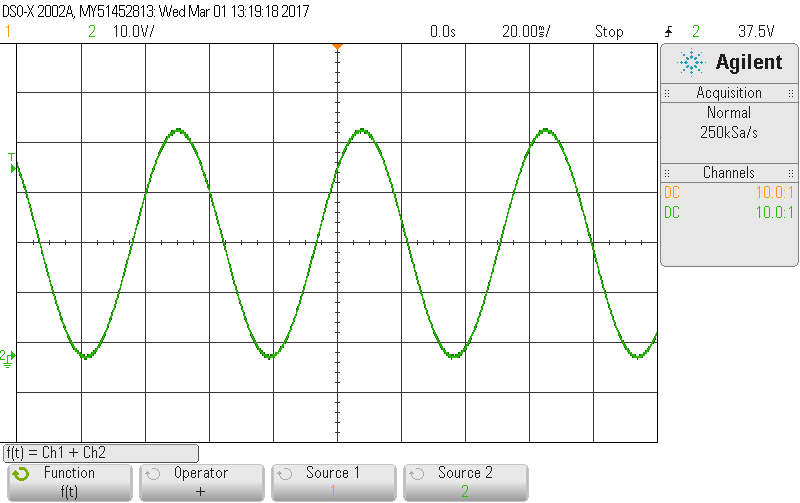 DSO-X 2002A, MY51452813: Wed Mar 01 13:19:18 2017
1 2 10.0V/ 0.0s 20.00ms/ Stop 2 37.5V
Agilent
Acquisition
Normal
250kSa/s
Channels
DC 10.0:1
DC 10.0:1
T
2
f(t) = Ch1 + Ch2
Function Operator Source 1 Source 2
f(t) + 1 2